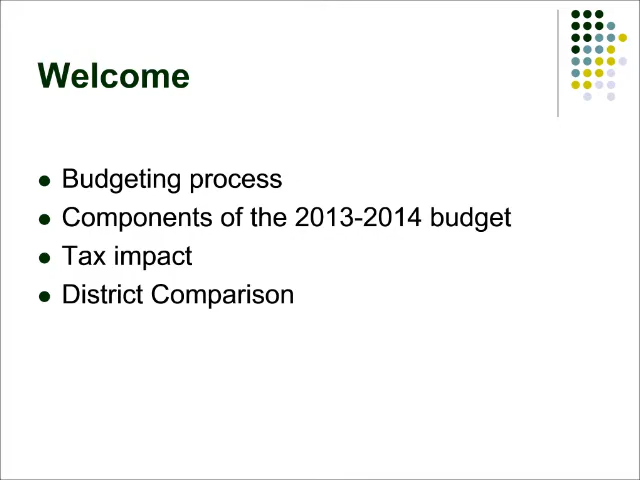 Welcome
Budgeting process
Components of the 2013-2014 budget
Tax impact
District Comparison